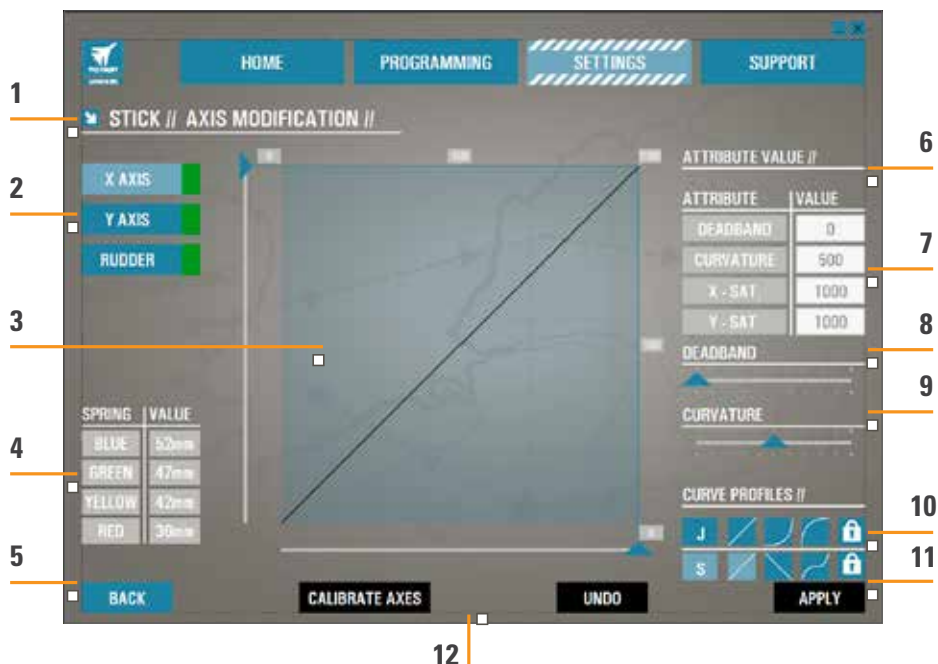 HOME
PROGRAMMING
SETTINGS
SUPPORT
1
STICK // AXIS MODIFICATION //
6
ATTRIBUTE VALUE //
2
X AXIS
Y AXIS
RUDDER
7
ATTRIBUTE VALUE
DEADBAND 0
CURVATURE 500
X - SAT 1000
Y - SAT 1000
3
8
DEADBAND
9
CURVATURE
4
SPRING VALUE
BLUE 52mm
GREEN 47mm
YELLOW 42mm
RED
10
CURVE PROFILES //
J
11
S
5
BACK
CALIBRATE AXES
UNDO
APPLY
12